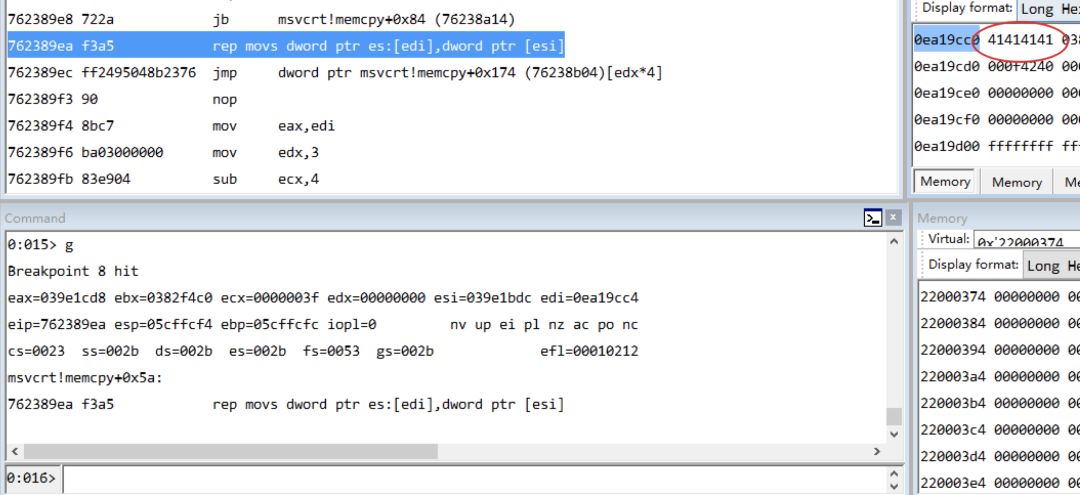 762389e8 722a jb msvcrt!memcpy+0x84 (76238a14)
762389ea f3a5 rep movs dword ptr es:[edi],dword ptr [esi]
762389ec ff2495048b2376 jmp dword ptr msvcrt!memcpy+0x174 (76238b04)[edx*4]
762389f3 90 nop
762389f4 8bc7 mov eax,edi
762389f6 ba03000000 mov edx,3
762389fb 83e904 sub ecx,4
Display format: Long He
0ea19cc0 41414141 03
0ea19cd0 000f4240 00
0ea19ce0 00000000 00
0ea19cf0 00000000 00
0ea19d00 ffffffff ff
Memory Memory Me
Command
0:015> g
Breakpoint 8 hit
eax=039e1cd8 ebx=0382f4c0 ecx=0000003f edx=00000000 esi=039e1bdc edi=0ea19cc4
eip=762389ea esp=05cffcf4 ebp=05cffcfc iopl=0 nv up ei pl nz ac po nc
cs=0023 ss=002b ds=002b es=002b fs=0053 gs=002b efl=00010212
msvcrt!memcpy+0x5a:
762389ea f3a5 rep movs dword ptr es:[edi],dword ptr [esi]
0:016>
Memory
Virtual: 0x`22000374
Display format: Long He
22000374 00000000 00
22000384 00000000 00
22000394 00000000 00
220003a4 00000000 00
220003b4 00000000 00
220003c4 00000000 00
220003d4 00000000 00
220003e4 00000000 00